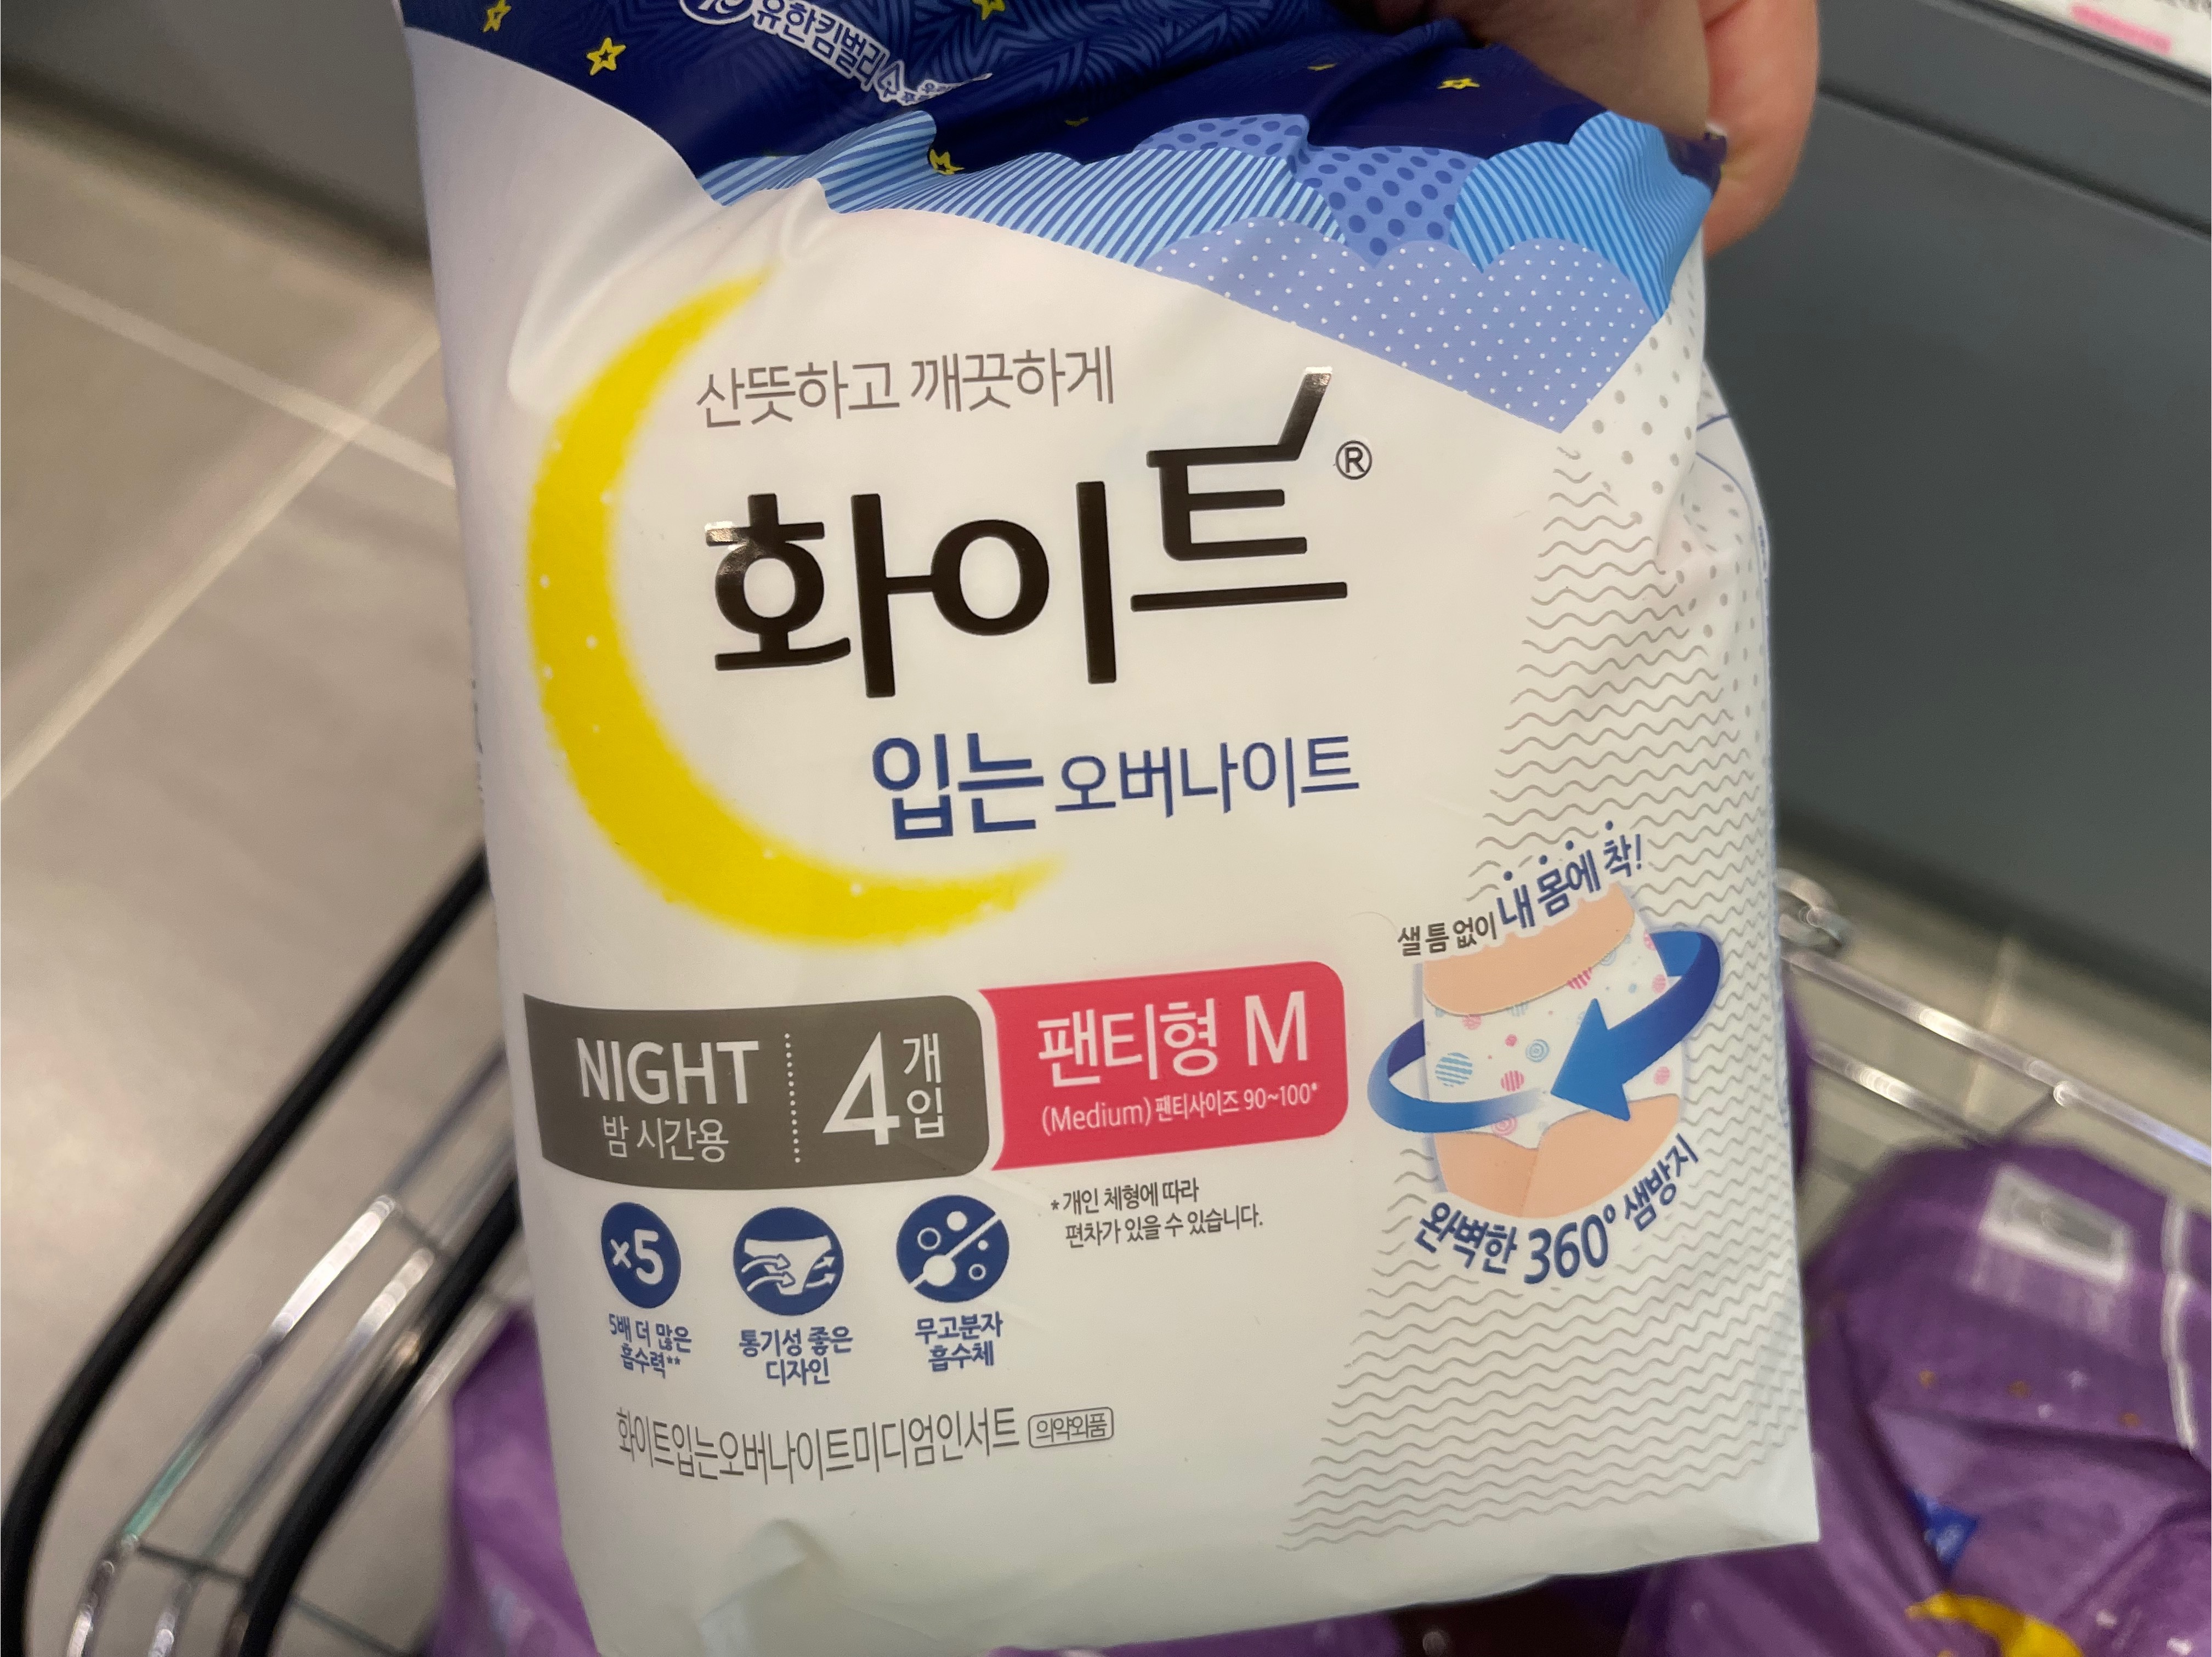 유한킴벌리
산뜻하고 깨끗하게
화이트®
입는 오버나이트
샐 틈 없이 내 몸에 착!
NIGHT
밤 시간용
4개입
팬티형 M
(Medium) 팬티사이즈 90~100*
* 개인 체형에 따라
편차가 있을 수 있습니다.
완벽한 360° 샘방지
×5
5배 더 많은
흡수력**
통기성 좋은
디자인
무고분자
흡수체
화이트입는오버나이트미디엄인서트 의약외품